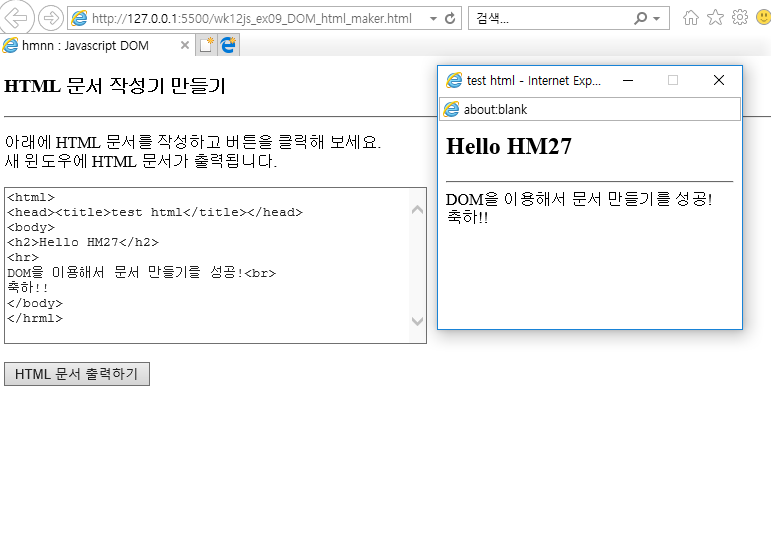 http://127.0.0.1:5500/wk12js_ex09_DOM_html_maker.html
검색...
hmnn : Javascript DOM
HTML 문서 작성기 만들기
아래에 HTML 문서를 작성하고 버튼을 클릭해 보세요.
새 윈도우에 HTML 문서가 출력됩니다.
<html>
<head><title>test html</title></head>
<body>
<h2>Hello HM27</h2>
<hr>
DOM을 이용해서 문서 만들기를 성공!<br>
축하!!
</body>
</hrml>
HTML 문서 출력하기
test html - Internet Exp...
about:blank
Hello HM27
DOM을 이용해서 문서 만들기를 성공!
축하!!